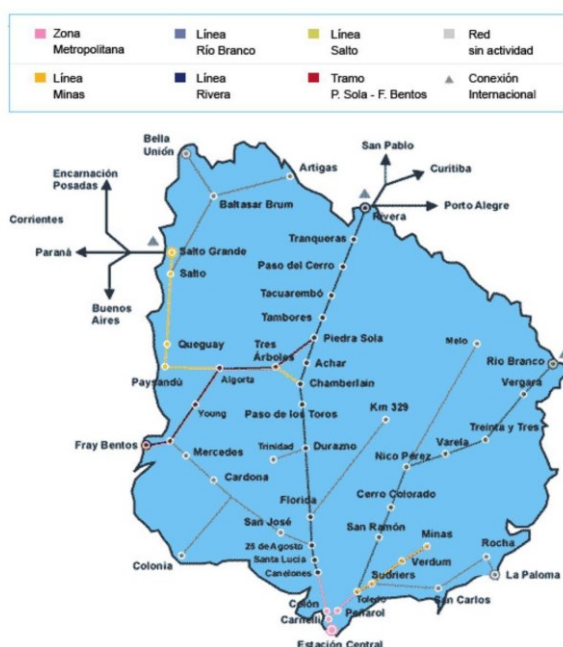 Zona
Metropolitana
Línea
Río Branco
Línea
Salto
Red
sin actividad
Línea
Minas
Línea
Rivera
Tramo
P. Sola - F. Bentos
Conexión
Internacional
Bella
Unión
Artigas
San Pablo
Curitiba
Encarnación
Posadas
Baltasar Brum
Rivera
Porto Alegre
Corrientes
Tranqueras
Paraná
Salto Grande
Paso del Cerro
Salto
Tacuarembó
Buenos
Aires
Tambores
Queguay
Tres
Árboles
Piedra Sola
Melo
Achar
Río Branco
Paysandú
Algorta
Chamberlain
Vergara
Young
Paso de los Toros
Km 329
Fray Bentos
Mercedes
Trinidad
Durazno
Treinta y Tres
Varela
Nico Pérez
Cardona
Florida
Cerro Colorado
San José
San Ramón
Minas
Rocha
25 de Agosto
Colonia
Santa Lucía
Verdum
Canelones
Sudriers
La Paloma
Toledo
San Carlos
Colón
Peñarol
Carnelli
Estación Central